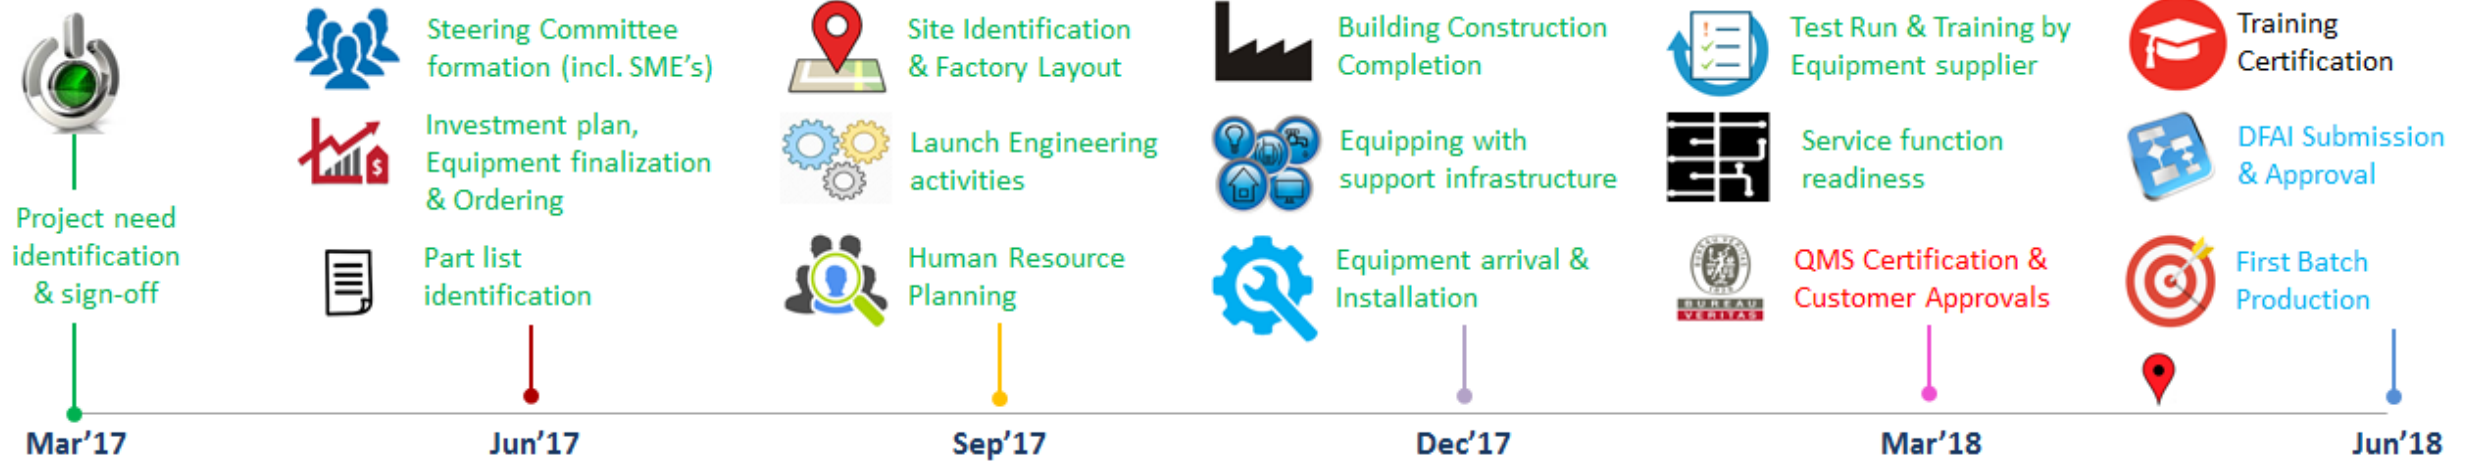 Project need
identification
& sign-off
Steering Committee
formation (incl. SME's)
Investment plan,
Equipment finalization
& Ordering
Part list
identification
Site Identification
& Factory Layout
Launch Engineering
activities
Human Resource
Planning
Building Construction
Completion
Equipping with
support infrastructure
Equipment arrival &
Installation
Test Run & Training by
Equipment supplier
Service function
readiness
BUREAU
VERITAS
QMS Certification &
Customer Approvals
Training
Certification
DFAI Submission
& Approval
First Batch
Production
Mar'17
Jun'17
Sep'17
Dec'17
Mar'18
Jun'18